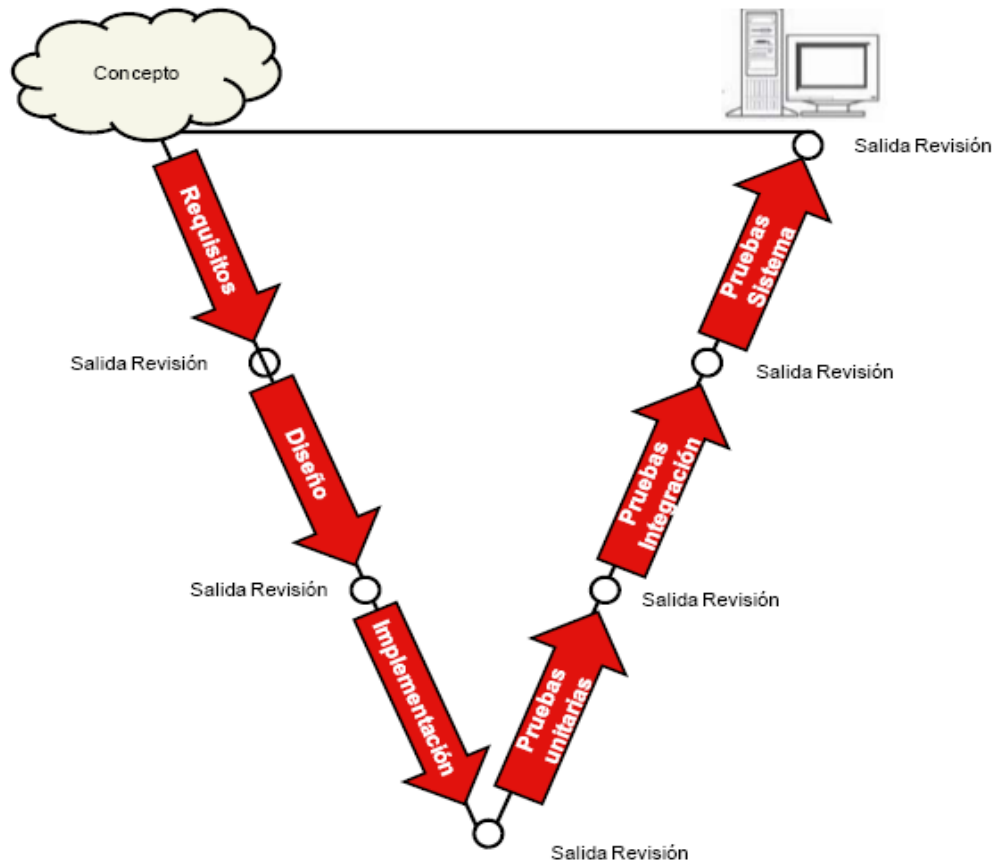 Concepto
Salida Revisión
Requisitos
Pruebas
Sistema
Salida Revisión
Salida Revisión
Diseño
Pruebas
Integración
Salida Revisión
Salida Revisión
Implementación
Pruebas
unitarias
Salida Revisión